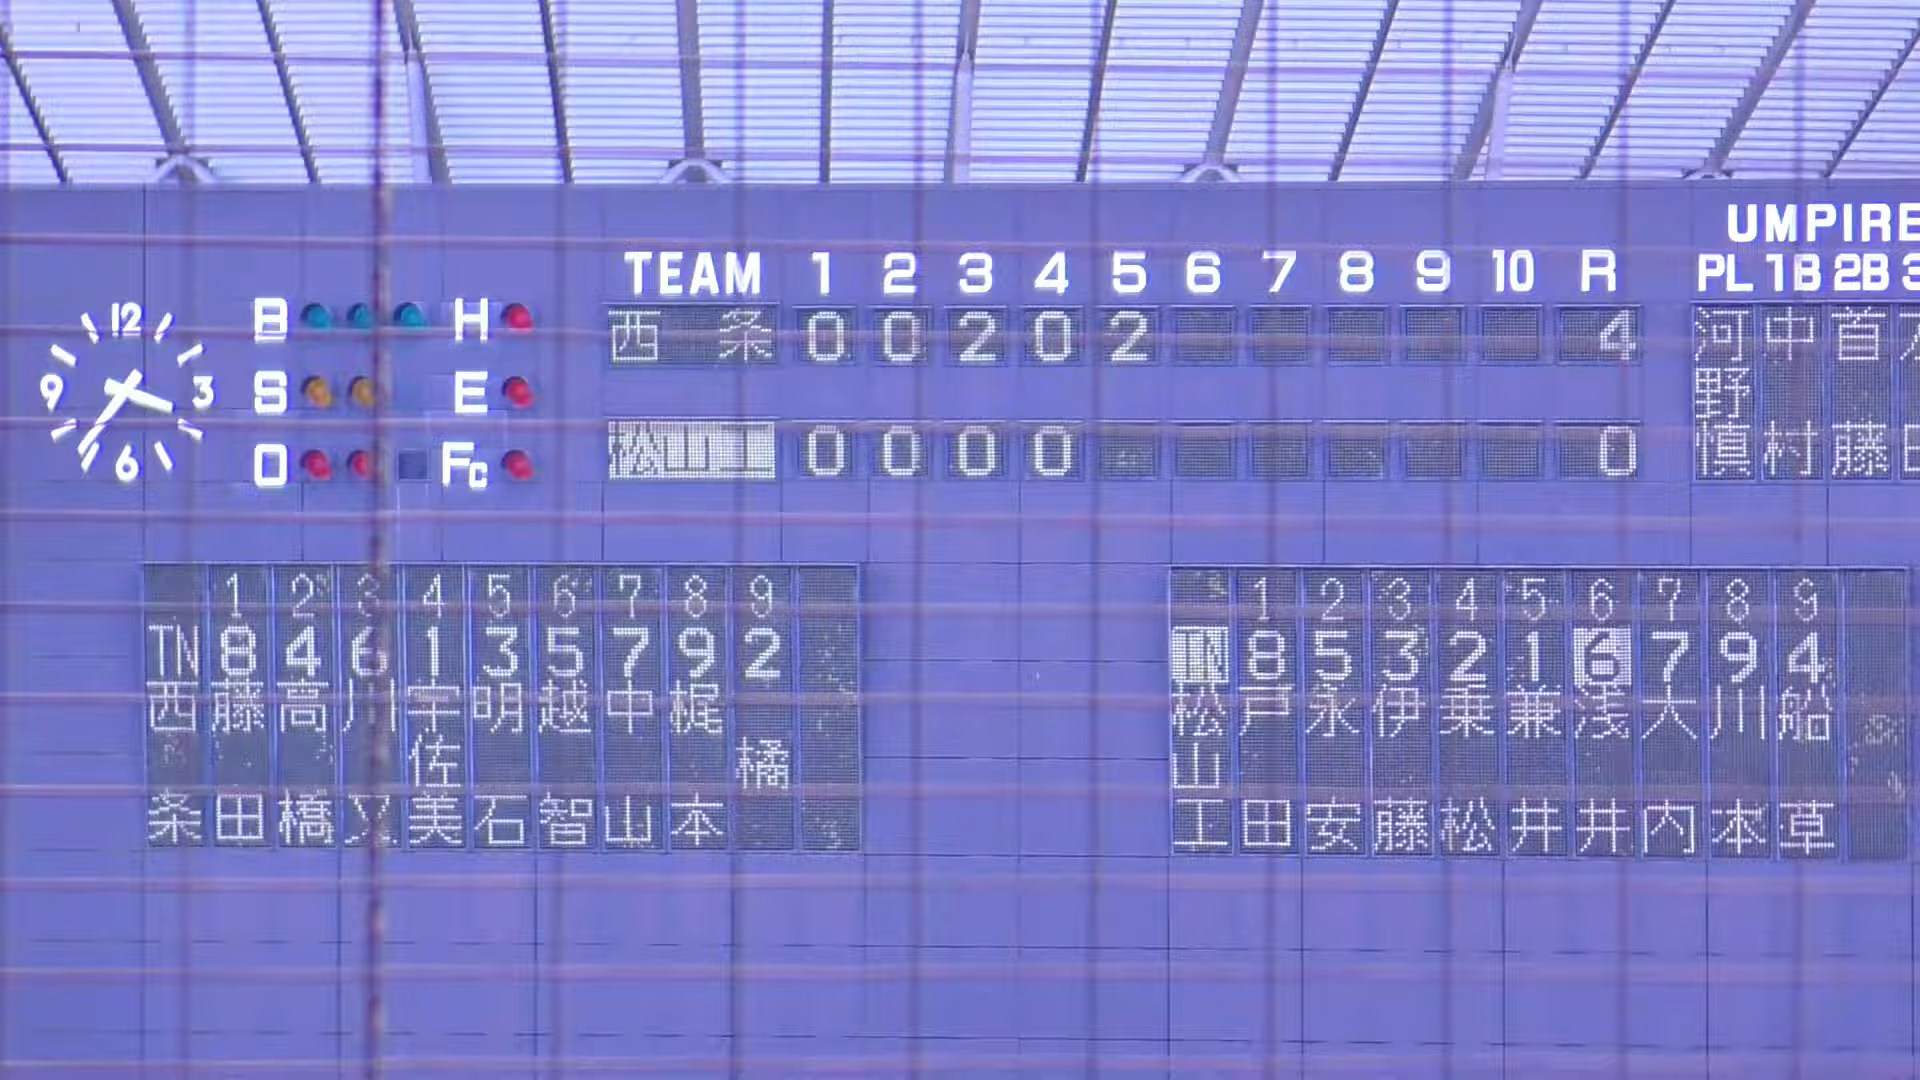 UMPIRE
TEAM 1 2 3 4 5 6 7 8 9 10 R
PL 1B 2B 3
12
3
6
9
B H
S E
O Fc
西条 0 0 2 0 2 4
松山工 0 0 0 0 0
河野慎
中村
首藤
TN 西条
1 8 藤田
2 4 高橋
3 6 川又
4 1 宇佐美
5 3 明石
6 5 越智
7 7 中山
8 9 梶本
9 2 橘
松山工
1 8 戸田
2 5 永安
3 3 伊藤
4 2 乗松
5 1 兼井
6 6 浅井
7 7 大内
8 9 川本
9 4 船草